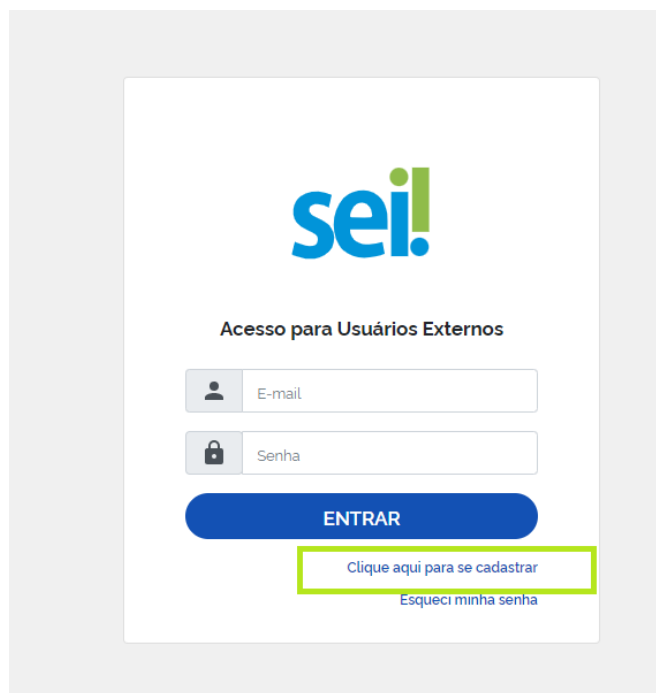 sei!
Acesso para Usuários Externos
E-mail
Senha
ENTRAR
Clique aqui para se cadastrar
Esqueci minha senha